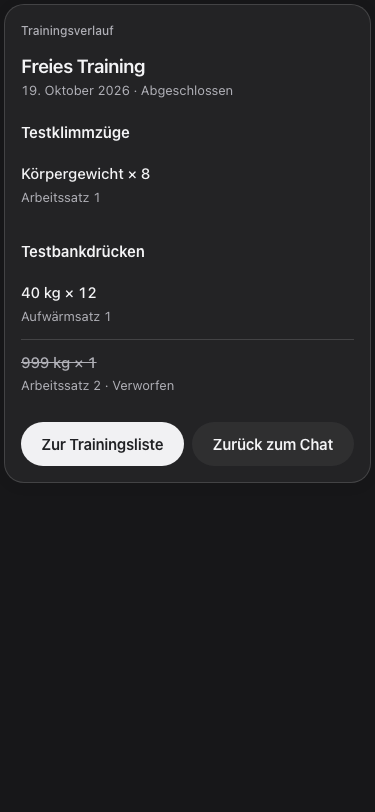 Trainingsverlauf
Freies Training
19. Oktober 2026 · Abgeschlossen
Testklimmzüge
Körpergewicht × 8
Arbeitssatz 1
Testbankdrücken
40 kg × 12
Aufwärmsatz 1
999 kg × 1
Arbeitssatz 2 · Verworfen
Zur Trainingsliste
Zurück zum Chat